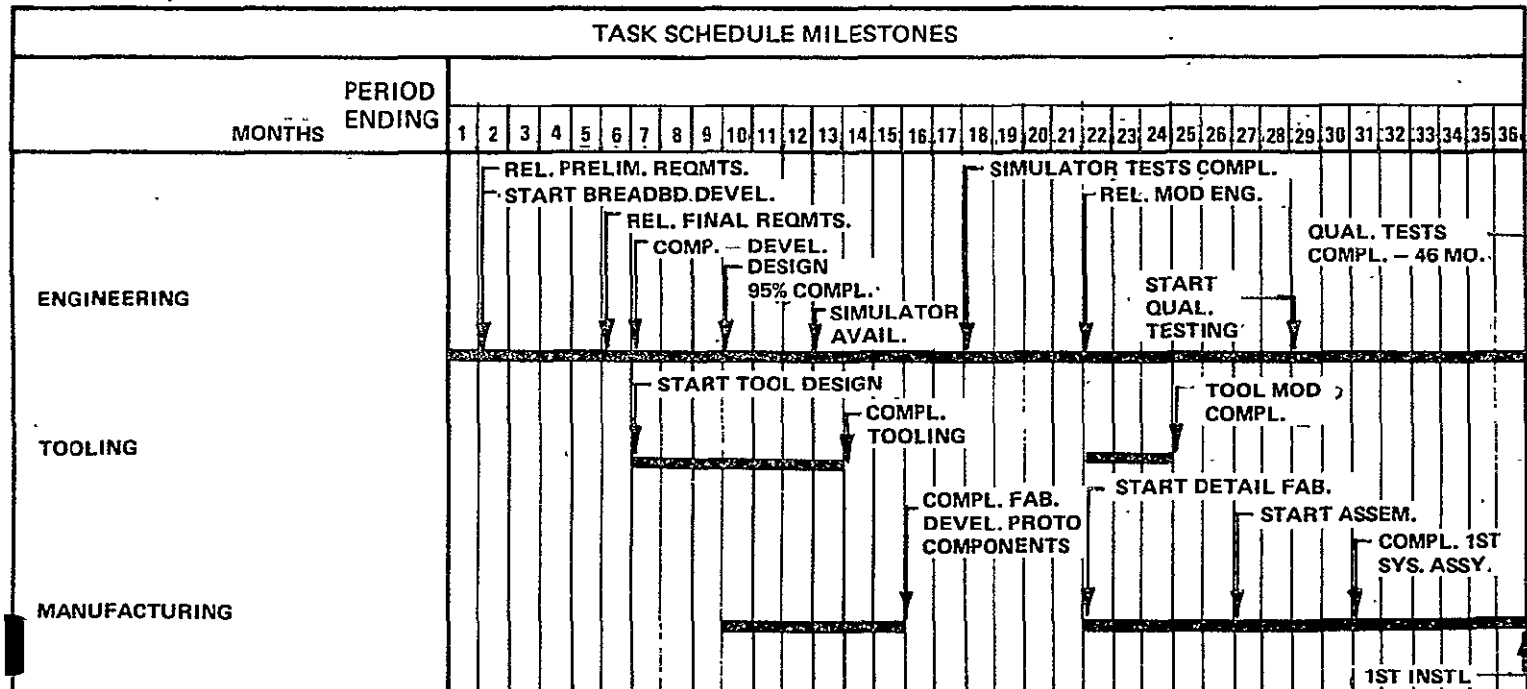 TASK SCHEDULE MILESTONES
PERIOD
MONTHS ENDING
1 2 3 4 5 6 7 8 9 10 11 12 13 14 15 16 17 18 19 20 21 22 23 24 25 26 27 28 29 30 31 32 33 34 35 36
ENGINEERING
REL. PRELIM. REQMTS.
START BREADBD. DEVEL.
REL. FINAL REQMTS.
COMP. – DEVEL.
DESIGN
95% COMPL.
SIMULATOR
AVAIL.
SIMULATOR TESTS COMPL.
REL. MOD ENG.
START
QUAL.
TESTING
QUAL. TESTS
COMPL. – 46 MO.
TOOLING
START TOOL DESIGN
COMPL.
TOOLING
TOOL MOD
COMPL.
MANUFACTURING
COMPL. FAB.
DEVEL. PROTO
COMPONENTS
START DETAIL FAB.
START ASSEM.
COMPL. 1ST
SYS. ASSY.
1ST INSTL